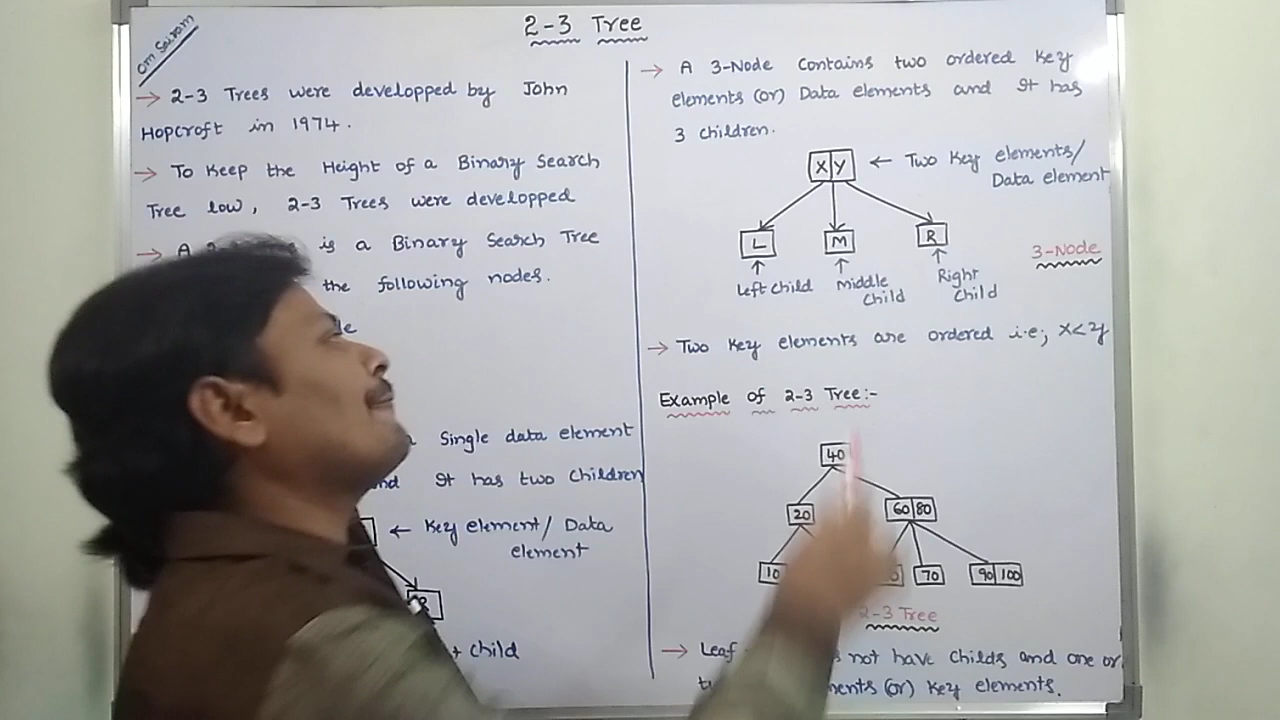 Om Sairam
2-3 Tree
→ 2-3 Trees were developped by John
Hopcroft in 1974.
→ To Keep the Height of a Binary Search
Tree low, 2-3 Trees were developped
→ A is a Binary Search Tree
the following nodes.
Single data element
It has two Children
← Key element/ Data
element
child
→ A 3-Node Contains two ordered Key
elements (or) Data elements and It has
3 children.
X Y ← Two Key elements/
Data element
L M R
3-Node
Left child Middle Child Right Child
→ Two Key elements are ordered i.e; X<Y
Example of 2-3 Tree:-
40
20 60 80
10 70 90 100
2-3 Tree
→ Leaf not have Childs and one or
(or) Key elements.